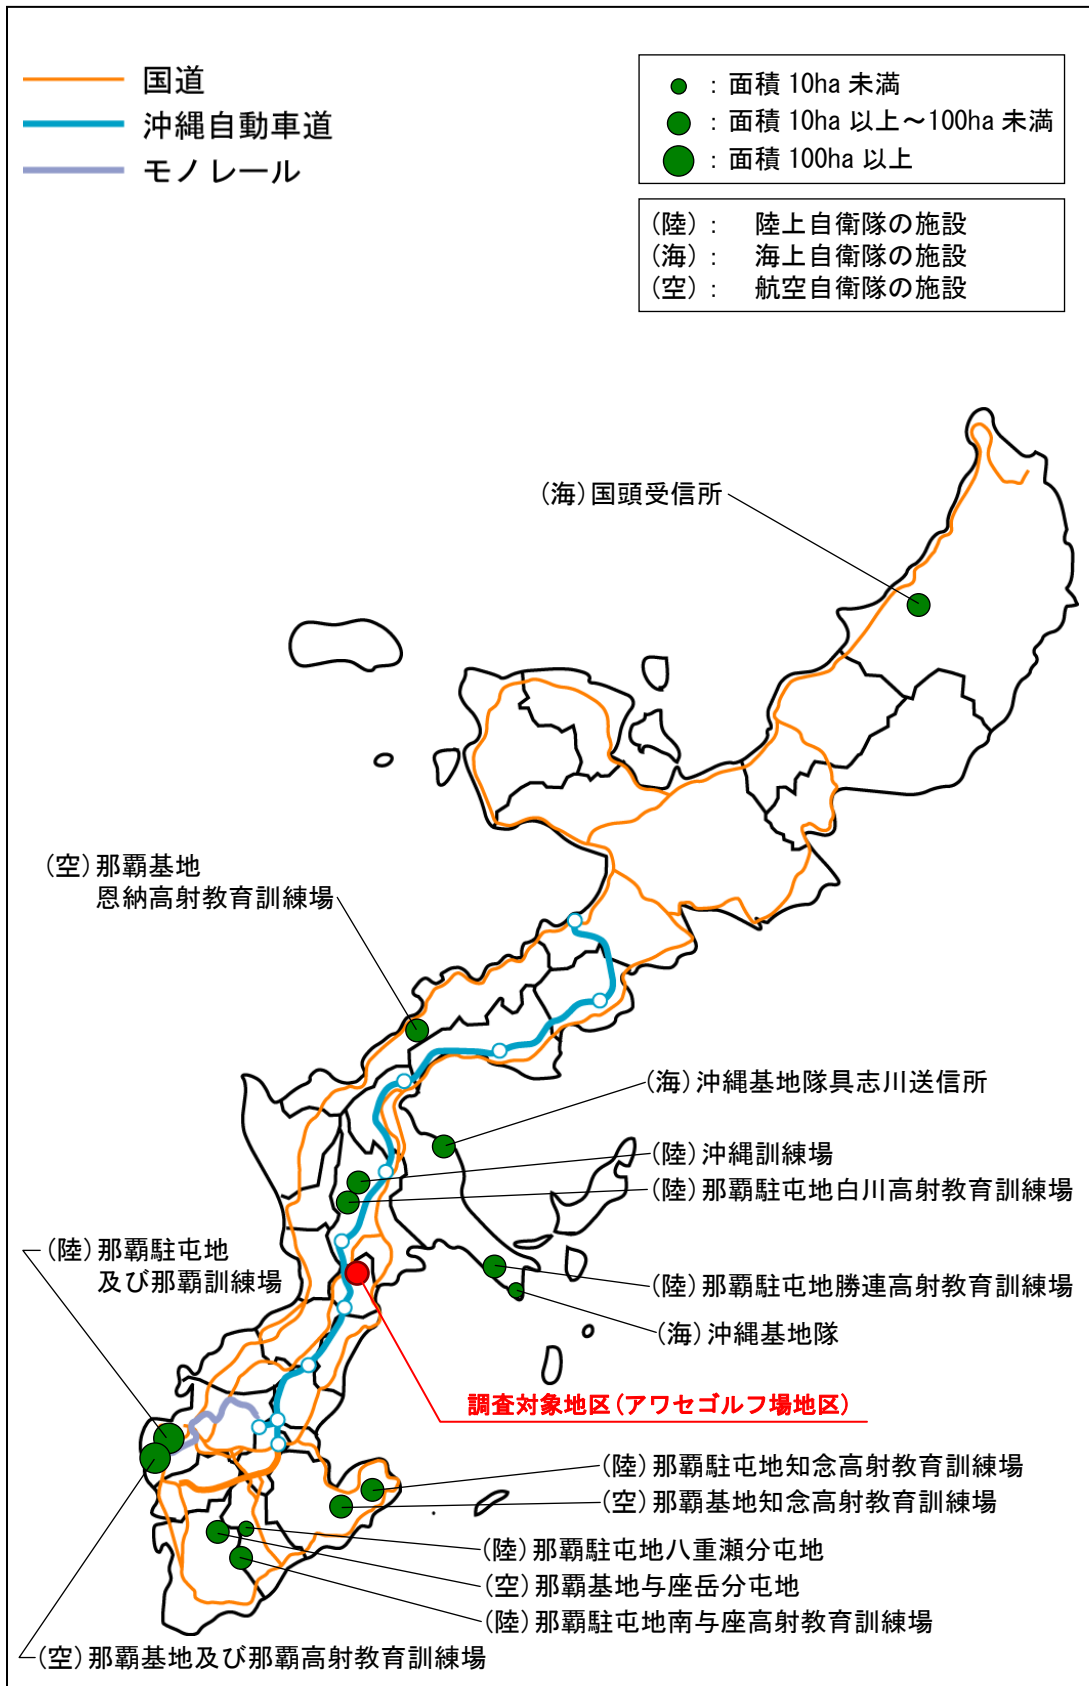 国道
沖縄自動車道
モノレール
：面積 10ha 未満
：面積 10ha 以上～100ha 未満
：面積 100ha 以上
(陸)： 陸上自衛隊の施設
(海)： 海上自衛隊の施設
(空)： 航空自衛隊の施設
(海)国頭受信所
(空)那覇基地
恩納高射教育訓練場
(海)沖縄基地隊具志川送信所
(陸)沖縄訓練場
(陸)那覇駐屯地白川高射教育訓練場
(陸)那覇駐屯地
及び那覇訓練場
(陸)那覇駐屯地勝連高射教育訓練場
(海)沖縄基地隊
調査対象地区(アワセゴルフ場地区)
(陸)那覇駐屯地知念高射教育訓練場
(空)那覇基地知念高射教育訓練場
(陸)那覇駐屯地八重瀬分屯地
(空)那覇基地与座岳分屯地
(陸)那覇駐屯地南与座高射教育訓練場
(空)那覇基地及び那覇高射教育訓練場